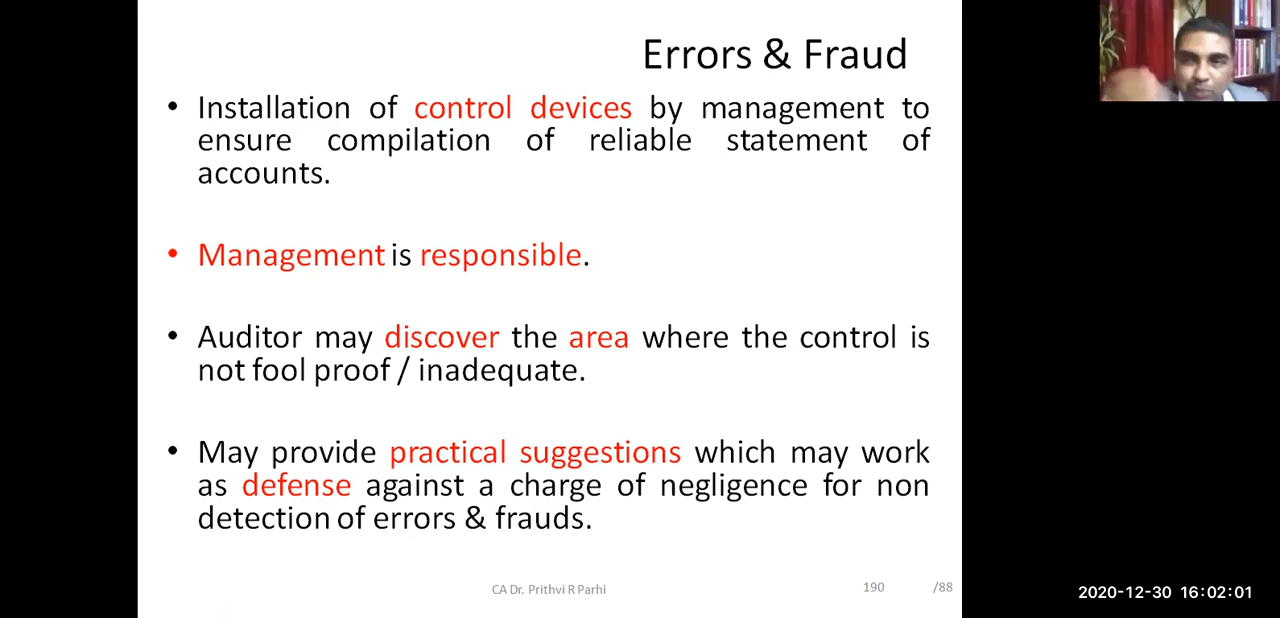 Errors & Fraud
• Installation of control devices by management to
ensure compilation of reliable statement of
accounts.
• Management is responsible.
• Auditor may discover the area where the control is
not fool proof / inadequate.
• May provide practical suggestions which may work
as defense against a charge of negligence for non
detection of errors & frauds.
CA Dr. Prithvi R Parhi
190 /88
2020-12-30 16:02:01